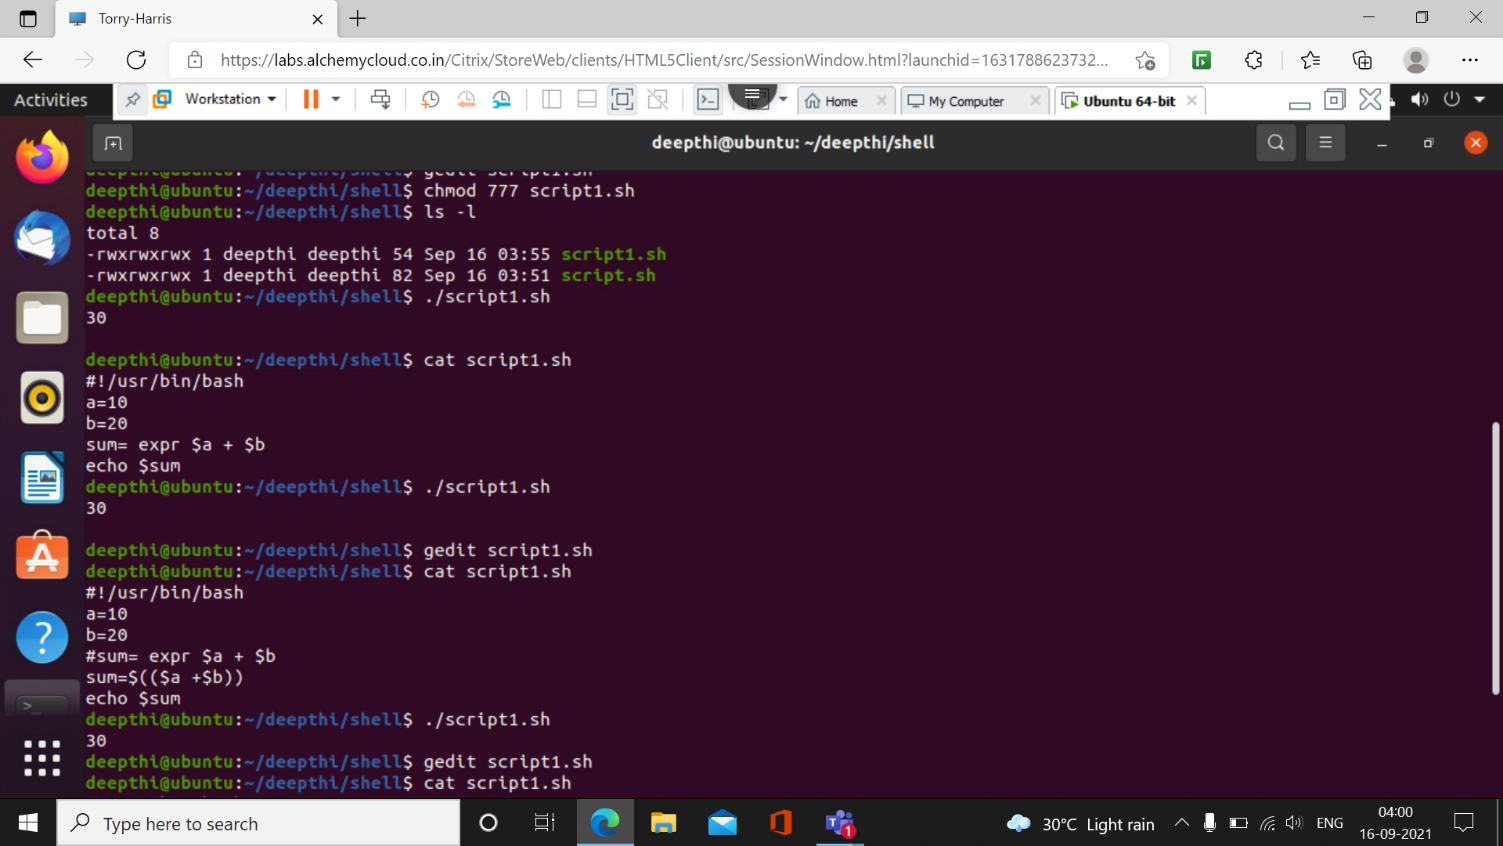 Torry-Harris
https://labs.alchemycloud.co.in/Citrix/StoreWeb/clients/HTML5Client/src/SessionWindow.html?launchid=1631788623732...
Activities
Workstation
Home
My Computer
Ubuntu 64-bit
deepthi@ubuntu: ~/deepthi/shell
deepthi@ubuntu:~/deepthi/shell$ gedit script1.sh
deepthi@ubuntu:~/deepthi/shell$ chmod 777 script1.sh
deepthi@ubuntu:~/deepthi/shell$ ls -l
total 8
-rwxrwxrwx 1 deepthi deepthi 54 Sep 16 03:55 script1.sh
-rwxrwxrwx 1 deepthi deepthi 82 Sep 16 03:51 script.sh
deepthi@ubuntu:~/deepthi/shell$ ./script1.sh
30
deepthi@ubuntu:~/deepthi/shell$ cat script1.sh
#!/usr/bin/bash
a=10
b=20
sum= expr $a + $b
echo $sum
deepthi@ubuntu:~/deepthi/shell$ ./script1.sh
30
deepthi@ubuntu:~/deepthi/shell$ gedit script1.sh
deepthi@ubuntu:~/deepthi/shell$ cat script1.sh
#!/usr/bin/bash
a=10
b=20
#sum= expr $a + $b
sum=$(($a +$b))
echo $sum
deepthi@ubuntu:~/deepthi/shell$ ./script1.sh
30
deepthi@ubuntu:~/deepthi/shell$ gedit script1.sh
deepthi@ubuntu:~/deepthi/shell$ cat script1.sh
Type here to search
1
30°C Light rain
ENG
04:00
16-09-2021